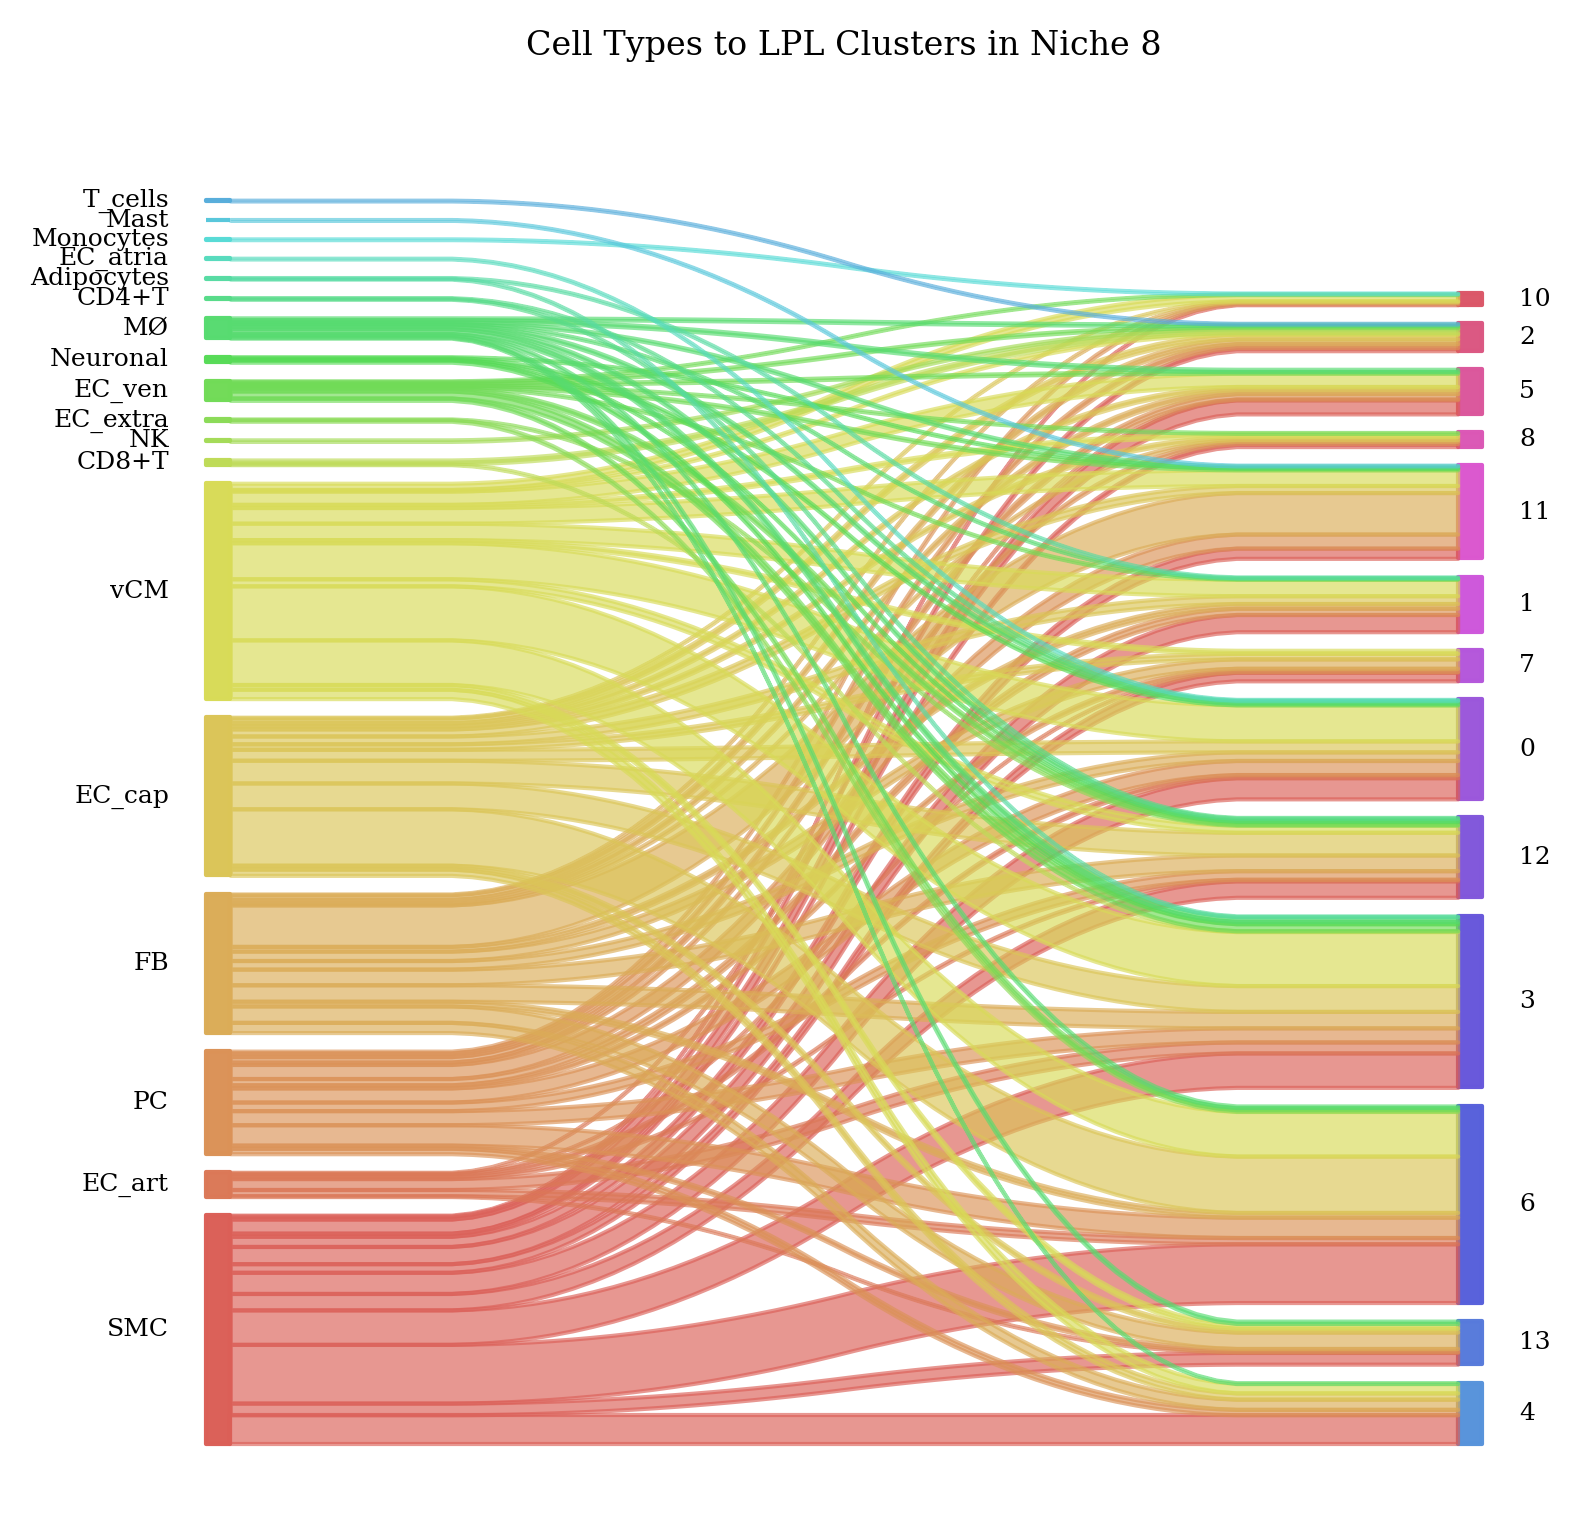 Cell Types to LPL Clusters in Niche 8
T_cells
Mast
Monocytes
EC_atria
Adipocytes
CD4+T
MØ
Neuronal
EC_ven
EC_extra
NK
CD8+T
vCM
EC_cap
FB
PC
EC_art
SMC
10
2
5
8
11
1
7
0
12
3
6
13
4